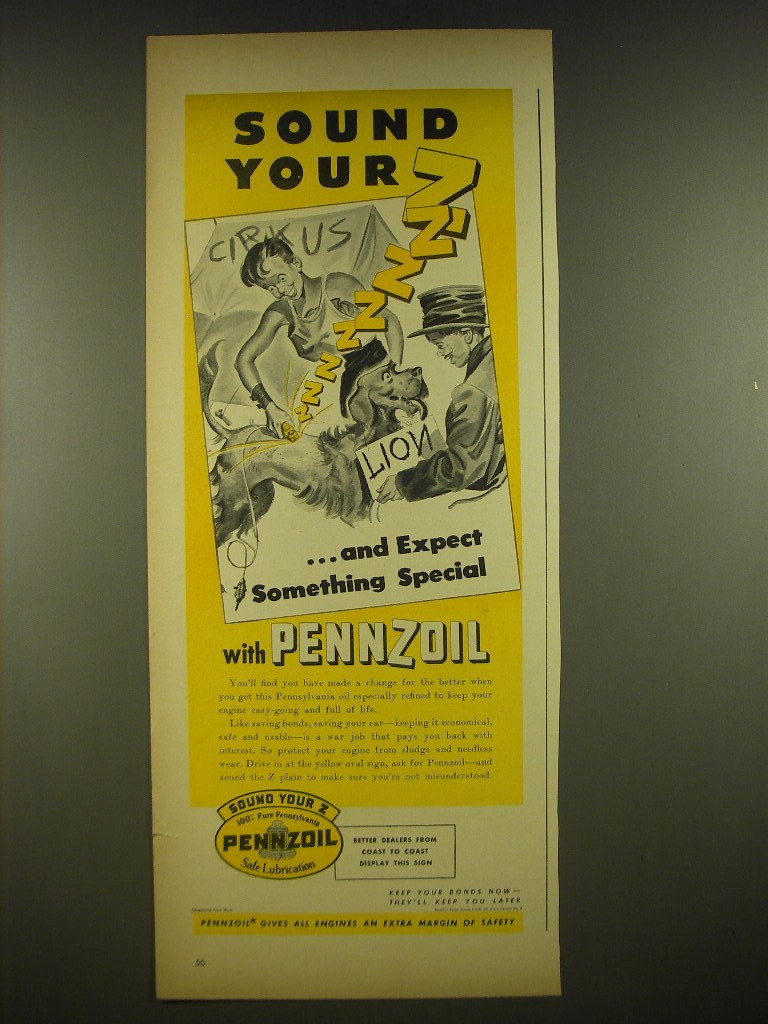 SOUND
YOUR Z
Z
Z
Z
Z
Z
Z
Z
Z
CIRKUS
LION
...and Expect
Something Special
with PENNZOIL
You'll find you have made a change for the better when
you get this Pennsylvania oil especially refined to keep your
engine easy-going and full of life.
Like saving bonds, saving your car—keeping it economical,
safe and usable—is a war job that pays you back with
interest. So protect your engine from sludge and needless
wear. Drive in at the yellow oval sign, ask for Pennzoil—and
sound the Z plain to make sure you're not misunderstood.
SOUND YOUR Z
100% Pure Pennsylvania
PENNZOIL
Safe Lubrication
BETTER DEALERS FROM
COAST TO COAST
DISPLAY THIS SIGN
KEEP YOUR BONDS NOW—
THEY'LL KEEP YOU LATER
PENNZOIL* GIVES ALL ENGINES AN EXTRA MARGIN OF SAFETY
50